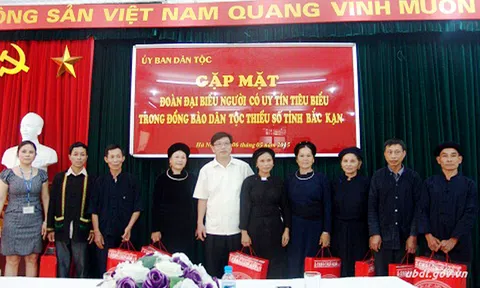 CỘNG SẢN VIỆT NAM QUANG VINH MUÔN
ỦY BAN DÂN TỘC
GẶP MẶT
ĐOÀN ĐẠI BIỂU NGƯỜI CÓ UY TÍN TIÊU BIỂU
TRONG ĐỒNG BÀO DÂN TỘC THIỂU SỐ TỈNH BẮC KẠN
ubdt.gov.vn